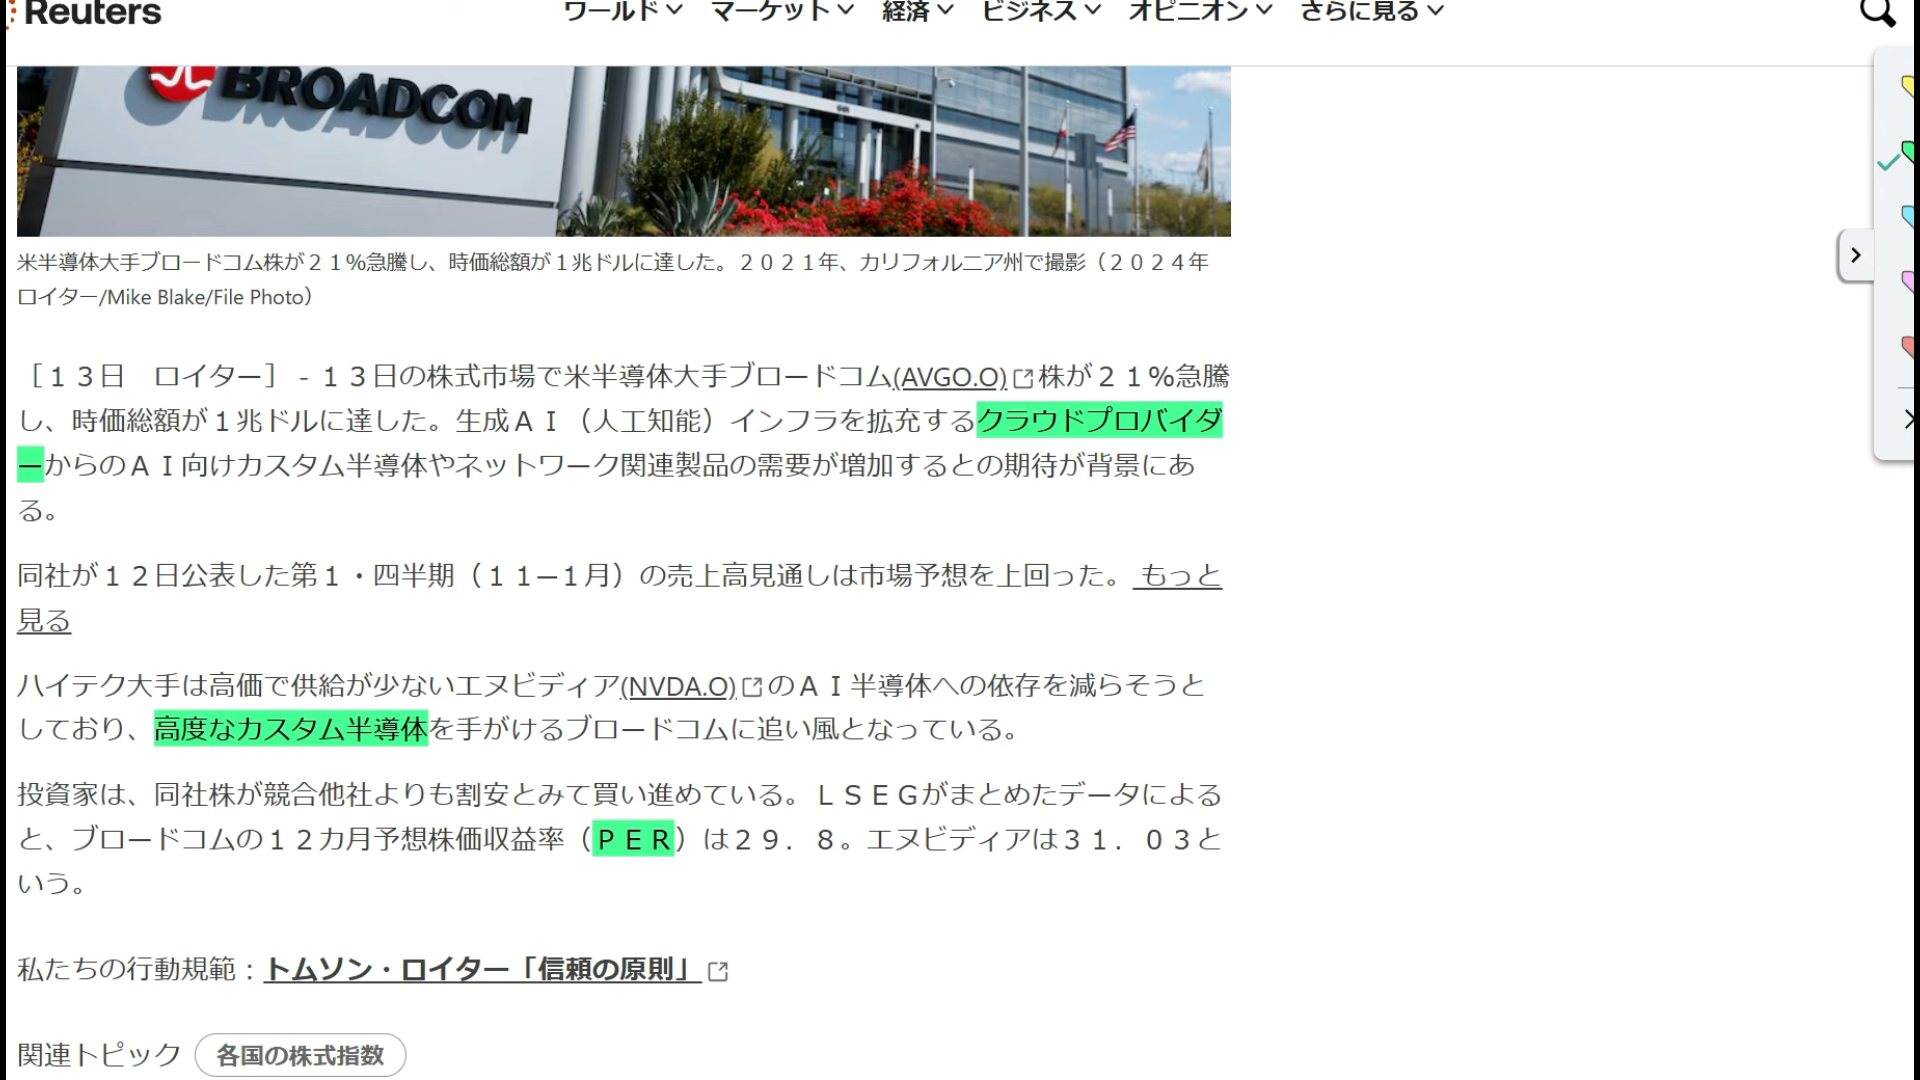 Reuters
ワールド マーケット 経済 ビジネス オピニオン さらに見る
BROADCOM
米半導体大手ブロードコム株が２１％急騰し、時価総額が１兆ドルに達した。２０２１年、カリフォルニア州で撮影（２０２４年
ロイター/Mike Blake/File Photo）
［１３日　ロイター］ - １３日の株式市場で米半導体大手ブロードコム(AVGO.O)株が２１％急騰
し、時価総額が１兆ドルに達した。生成ＡＩ（人工知能）インフラを拡充するクラウドプロバイダ
ーからのＡＩ向けカスタム半導体やネットワーク関連製品の需要が増加するとの期待が背景にあ
る。
同社が１２日公表した第１・四半期（１１―１月）の売上高見通しは市場予想を上回った。 もっと
見る
ハイテク大手は高価で供給が少ないエヌビディア(NVDA.O)のＡＩ半導体への依存を減らそうと
しており、高度なカスタム半導体を手がけるブロードコムに追い風となっている。
投資家は、同社株が競合他社よりも割安とみて買い進めている。ＬＳＥＧがまとめたデータによる
と、ブロードコムの１２カ月予想株価収益率（ＰＥＲ）は２９．８。エヌビディアは３１．０３と
いう。
私たちの行動規範：トムソン・ロイター「信頼の原則」
関連トピック 各国の株式指数